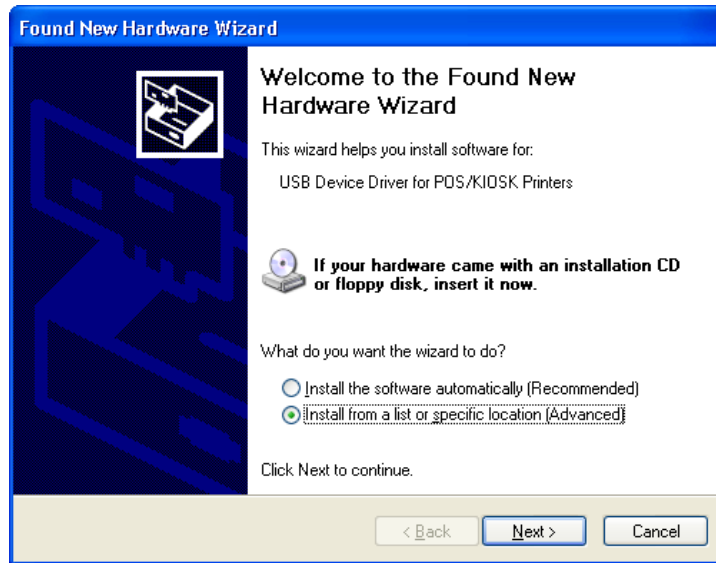 Found New Hardware Wizard
Welcome to the Found New
Hardware Wizard
This wizard helps you install software for:
USB Device Driver for POS/KIOSK Printers
If your hardware came with an installation CD
or floppy disk, insert it now.
What do you want the wizard to do?
Install the software automatically (Recommended)
Install from a list or specific location (Advanced)
Click Next to continue.
< Back Next > Cancel